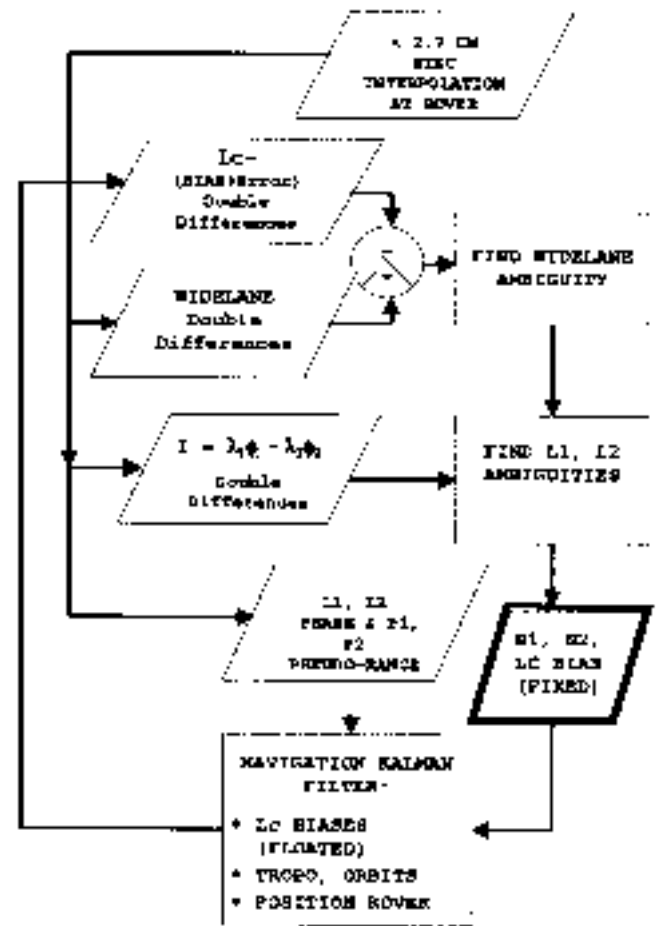 < 2.7 CM
STEC
INTERPOLATION
AT ROVER
Lc-
(BIAS+Error)
Double
Differences
WIDELANE
Double
Differences
FIND WIDELANE
AMBIGUITY
I = λ₁ϕ₁ - λ₂ϕ₂
Double
Differences
FIND L1, L2
AMBIGUITIES
L1, L2
PHASE & P1,
P2
PSEUDO-RANGE
LC BIAS
(FIXED)
NAVIGATION KALMAN
FILTER:
• Lc BIASES
(FLOATED)
• TROPO, ORBITS
• POSITION ROVER